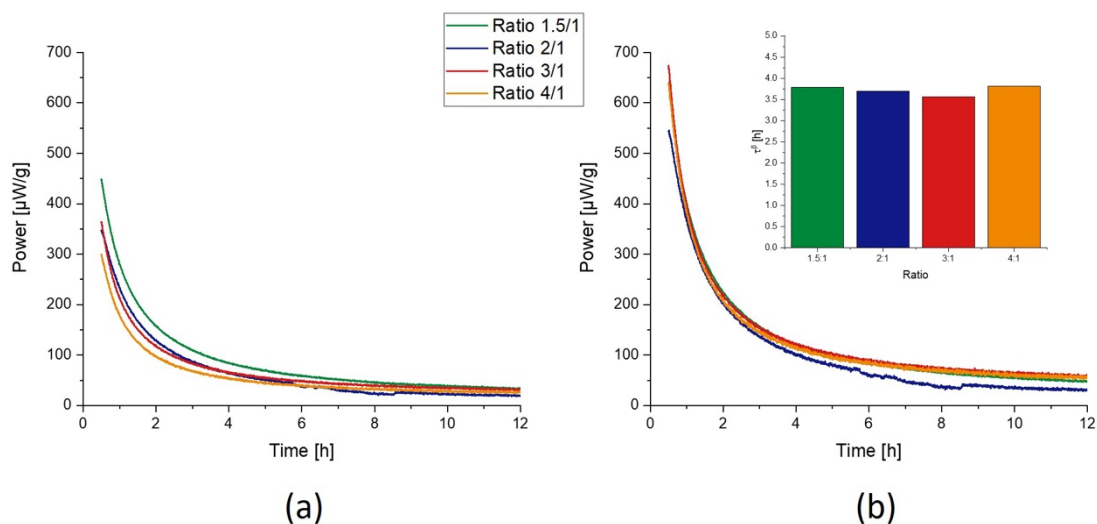 Ratio 1.5/1
Ratio 2/1
Ratio 3/1
Ratio 4/1
700
600
500
400
300
200
100
0
Power [µW/g]
0 2 4 6 8 10 12
Time [h]
(a)
700
600
500
400
300
200
100
0
Power [µW/g]
0 2 4 6 8 10 12
Time [h]
(b)
5.0
4.5
4.0
3.5
3.0
2.5
2.0
1.5
1.0
0.5
0.0
τᵝ [h]
1.5:1 2:1 3:1 4:1
Ratio